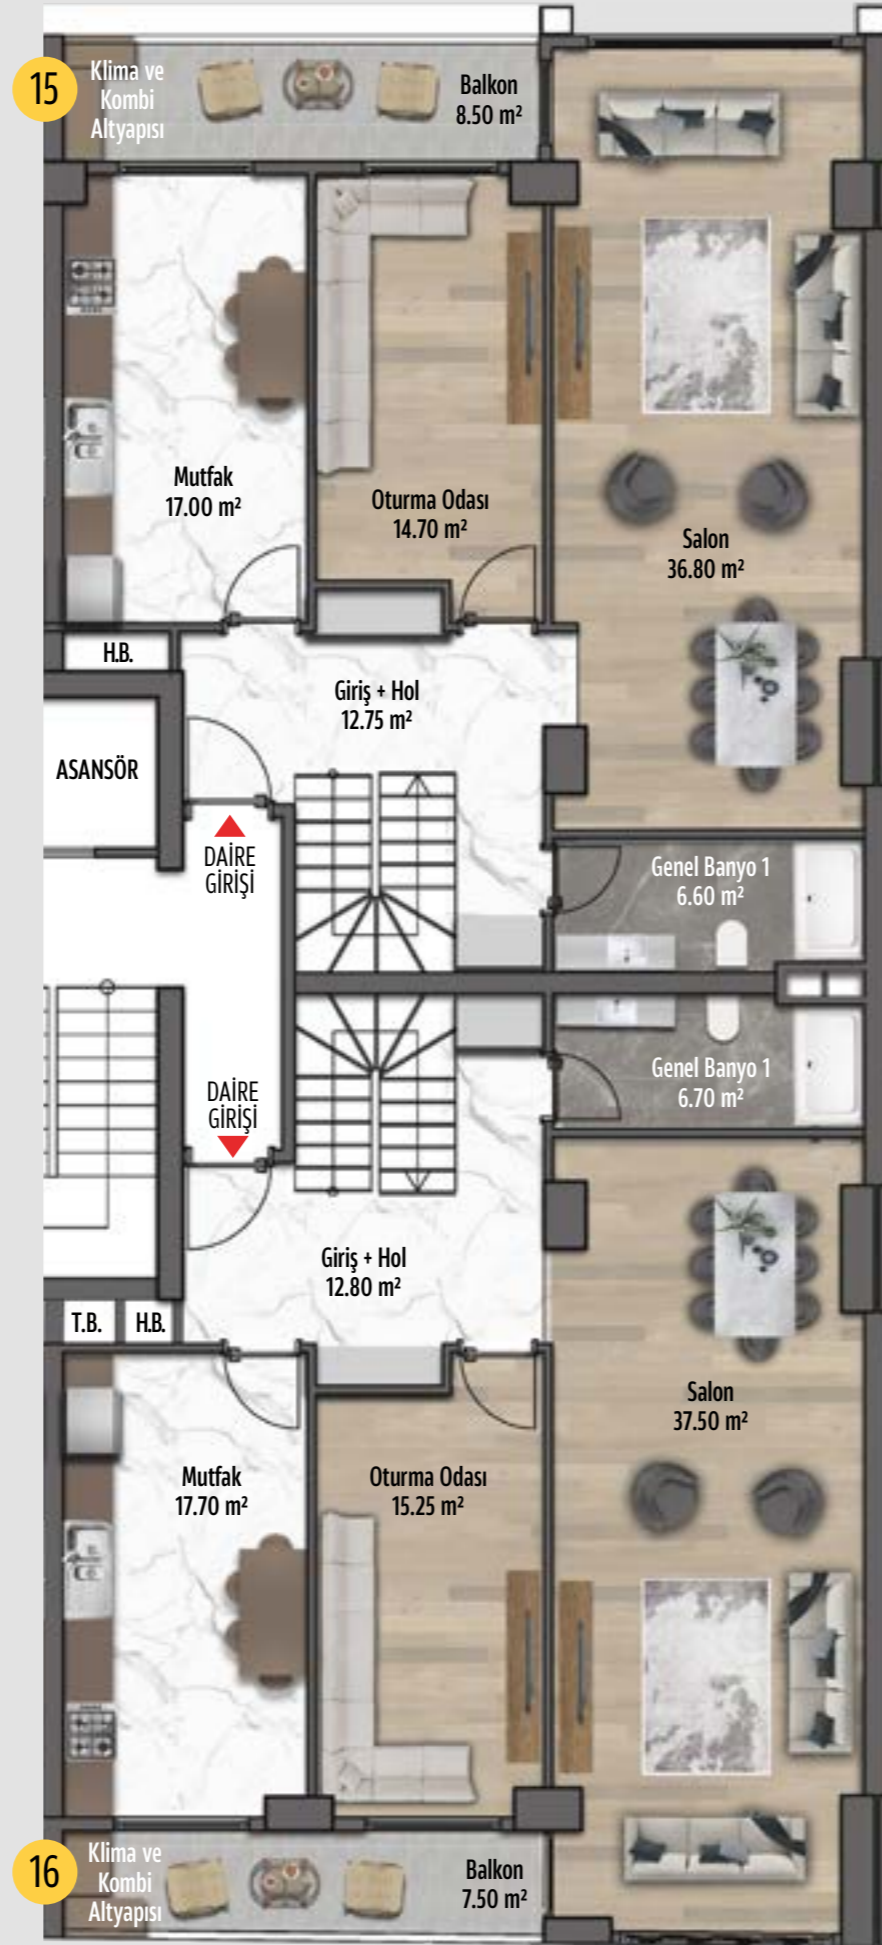 15
Klima ve
Kombi
Altyapısı
Balkon
8.50 m²
Mutfak
17.00 m²
Oturma Odası
14.70 m²
Salon
36.80 m²
H.B.
Giriş + Hol
12.75 m²
ASANSÖR
DAİRE
GİRİŞİ
Genel Banyo 1
6.60 m²
Genel Banyo 1
6.70 m²
DAİRE
GİRİŞİ
Giriş + Hol
12.80 m²
T.B.
H.B.
Salon
37.50 m²
Mutfak
17.70 m²
Oturma Odası
15.25 m²
16
Klima ve
Kombi
Altyapısı
Balkon
7.50 m²